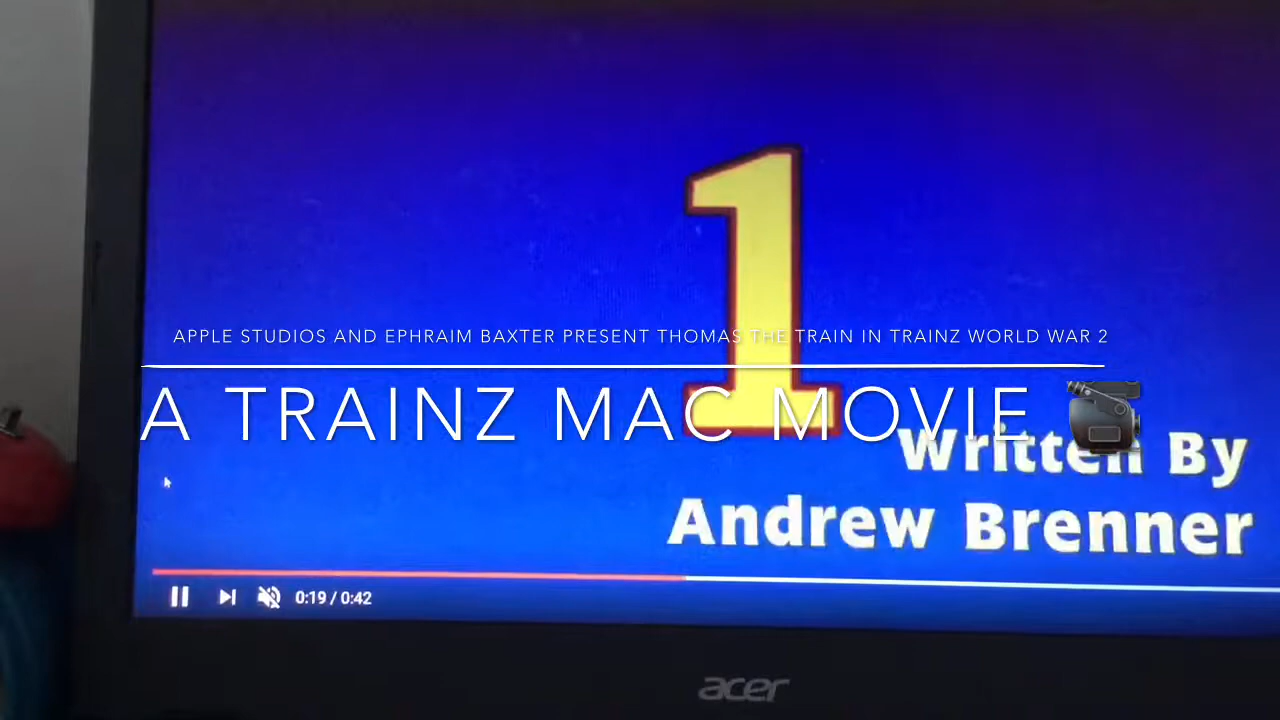 1
APPLE STUDIOS AND EPHRAIM BAXTER PRESENT THOMAS THE TRAIN IN TRAINZ WORLD WAR 2
A TRAINZ MAC MOVIE
Written By
Andrew Brenner
0:19 / 0:42
acer